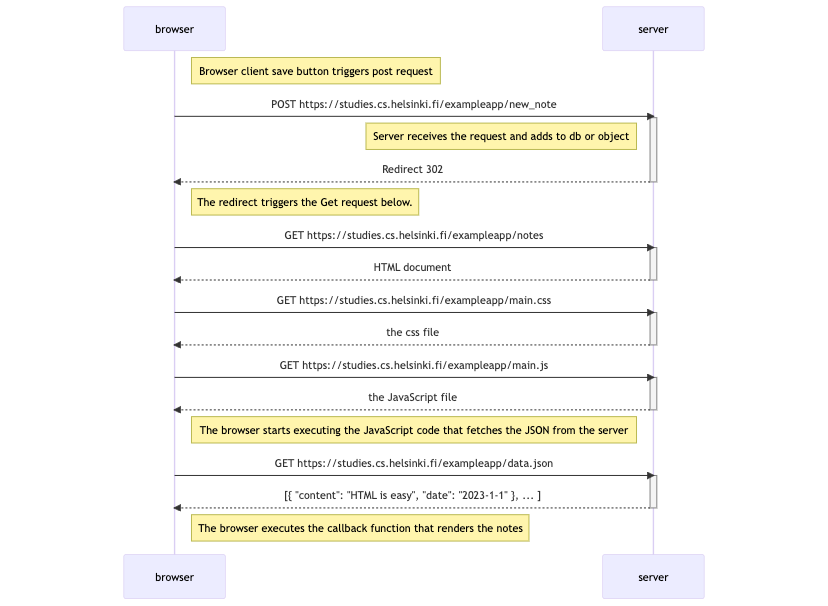 browser
server
Browser client save button triggers post request
POST https://studies.cs.helsinki.fi/exampleapp/new_note
Server receives the request and adds to db or object
Redirect 302
The redirect triggers the Get request below.
GET https://studies.cs.helsinki.fi/exampleapp/notes
HTML document
GET https://studies.cs.helsinki.fi/exampleapp/main.css
the css file
GET https://studies.cs.helsinki.fi/exampleapp/main.js
the JavaScript file
The browser starts executing the JavaScript code that fetches the JSON from the server
GET https://studies.cs.helsinki.fi/exampleapp/data.json
[{ "content": "HTML is easy", "date": "2023-1-1" }, ... ]
The browser executes the callback function that renders the notes
browser
server